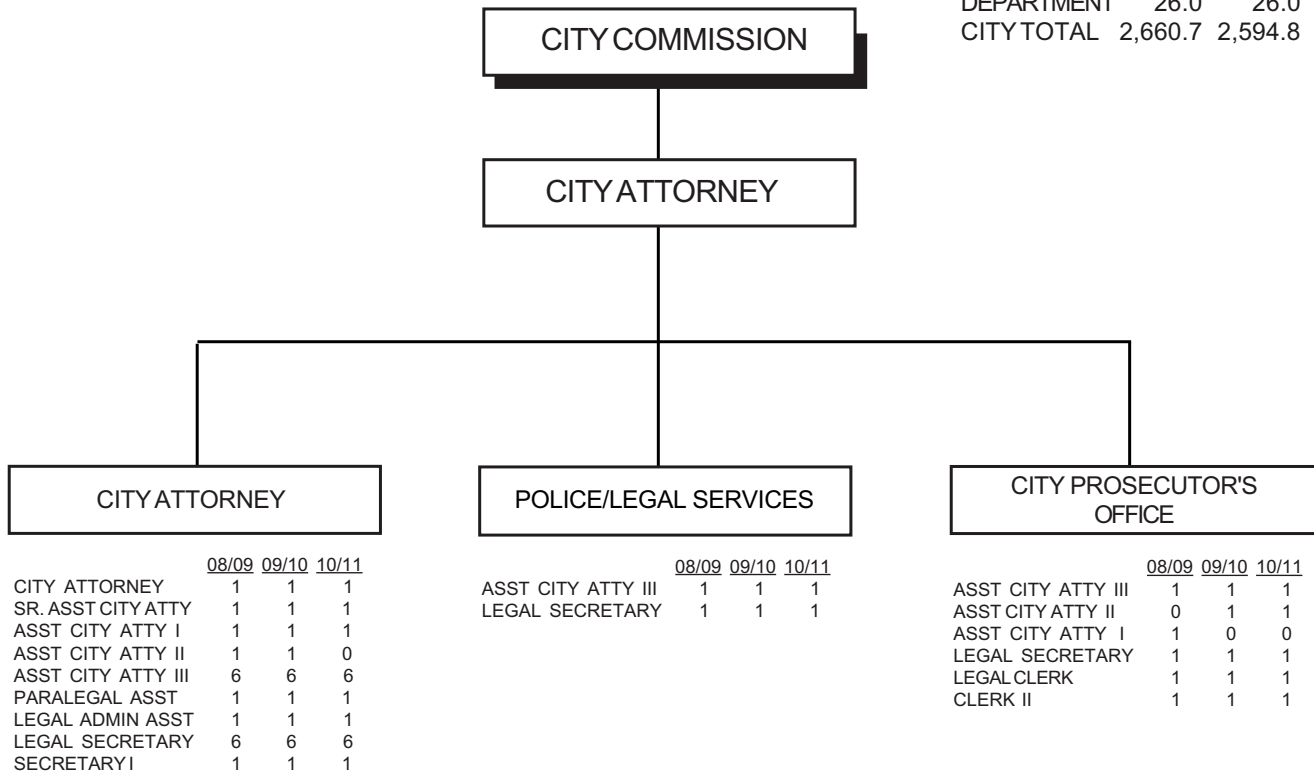 DEPARTMENT 26.0 26.0
CITY TOTAL 2,660.7 2,594.8
CITY COMMISSION
CITY ATTORNEY
CITY ATTORNEY
08/09 09/10 10/11
CITY ATTORNEY 1 1 1
SR. ASST CITY ATTY 1 1 1
ASST CITY ATTY I 1 1 1
ASST CITY ATTY II 1 1 0
ASST CITY ATTY III 6 6 6
PARALEGAL ASST 1 1 1
LEGAL ADMIN ASST 1 1 1
LEGAL SECRETARY 6 6 6
SECRETARY I 1 1 1
POLICE/LEGAL SERVICES
08/09 09/10 10/11
ASST CITY ATTY III 1 1 1
LEGAL SECRETARY 1 1 1
CITY PROSECUTOR'S
OFFICE
08/09 09/10 10/11
ASST CITY ATTY III 1 1 1
ASST CITY ATTY II 0 1 1
ASST CITY ATTY I 1 0 0
LEGAL SECRETARY 1 1 1
LEGAL CLERK 1 1 1
CLERK II 1 1 1